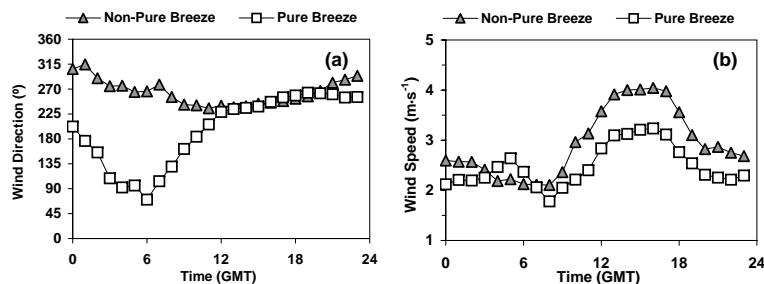 Non-Pure Breeze Pure Breeze
(a)
Wind Direction (º)
360
315
270
225
180
135
90
45
0
0 6 12 18 24
Time (GMT)
Non-Pure Breeze Pure Breeze
(b)
Wind Speed (m·s⁻¹)
5
4
3
2
1
0 6 12 18 24
Time (GMT)